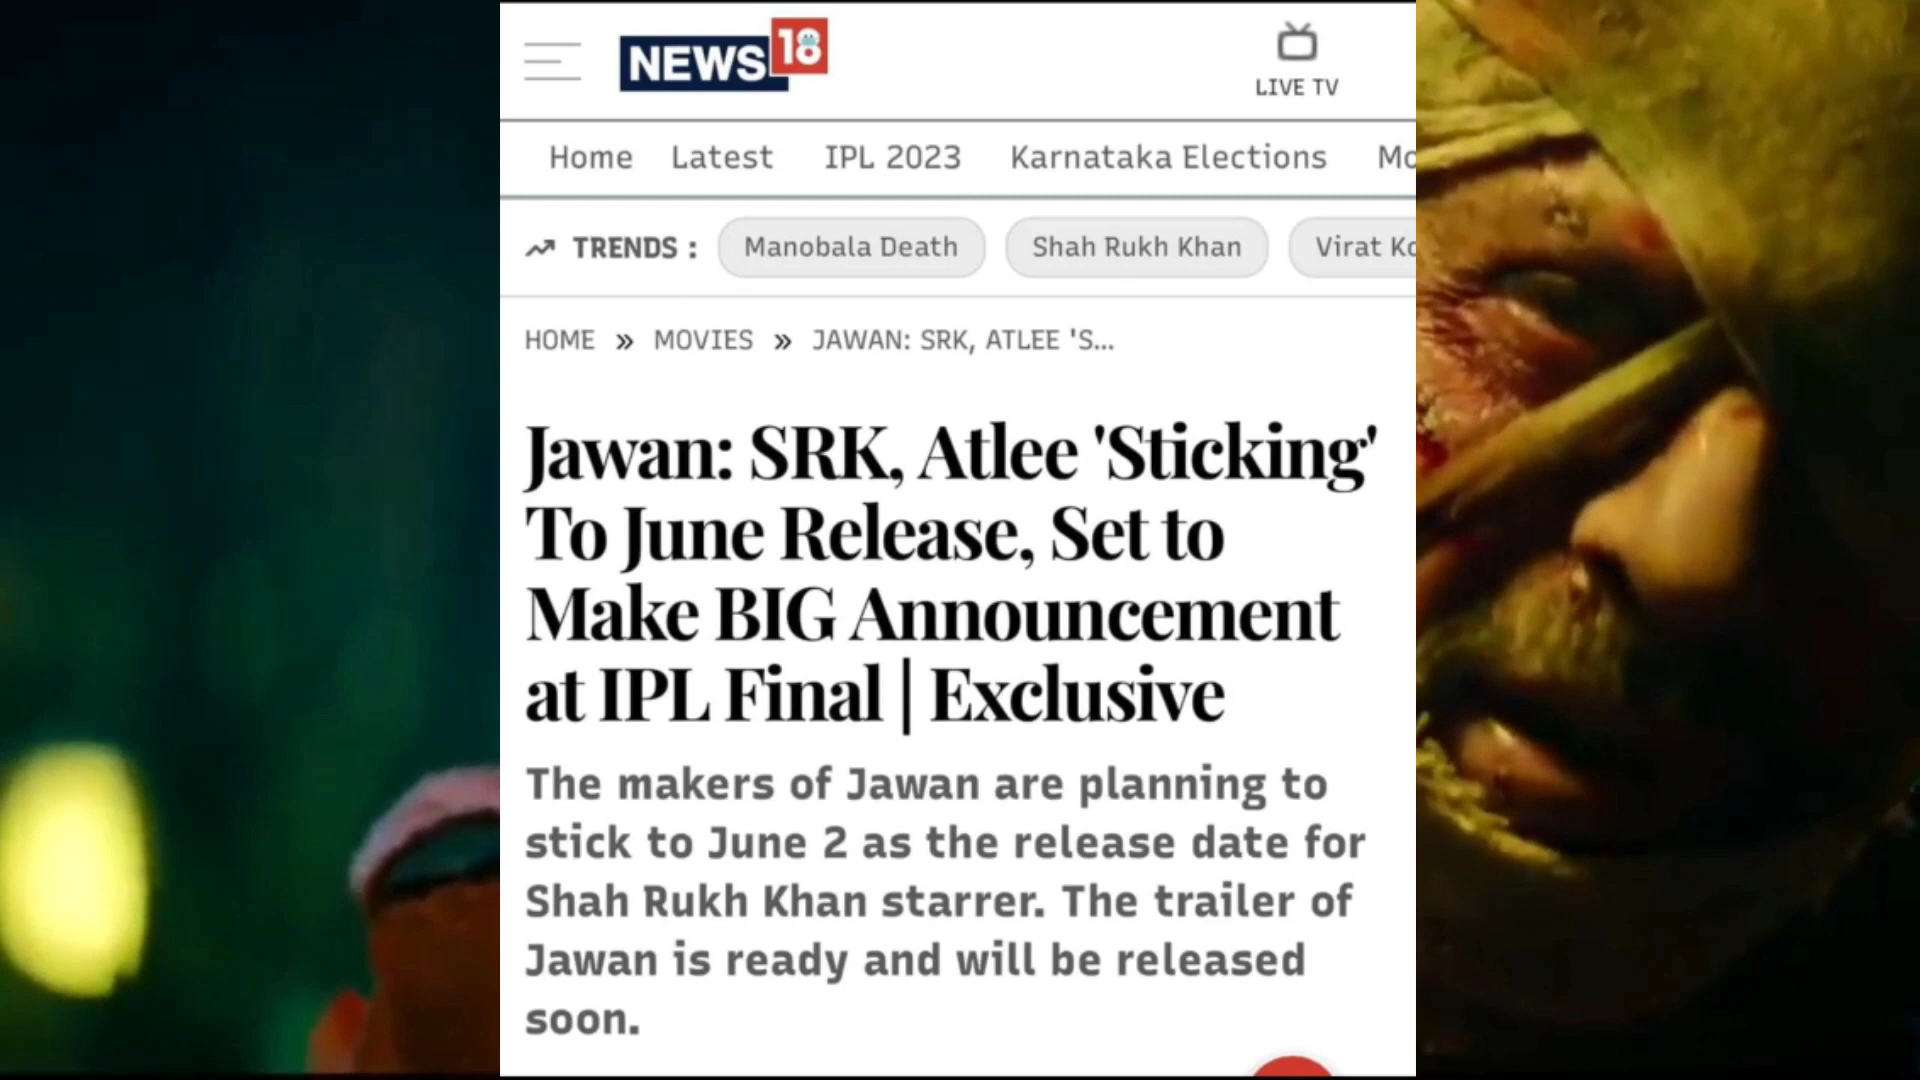 NEWS 18
LIVE TV
Home Latest IPL 2023 Karnataka Elections
TRENDS : Manobala Death Shah Rukh Khan Virat
HOME » MOVIES » JAWAN: SRK, ATLEE 'S...
Jawan: SRK, Atlee 'Sticking'
To June Release, Set to
Make BIG Announcement
at IPL Final | Exclusive
The makers of Jawan are planning to
stick to June 2 as the release date for
Shah Rukh Khan starrer. The trailer of
Jawan is ready and will be released
soon.